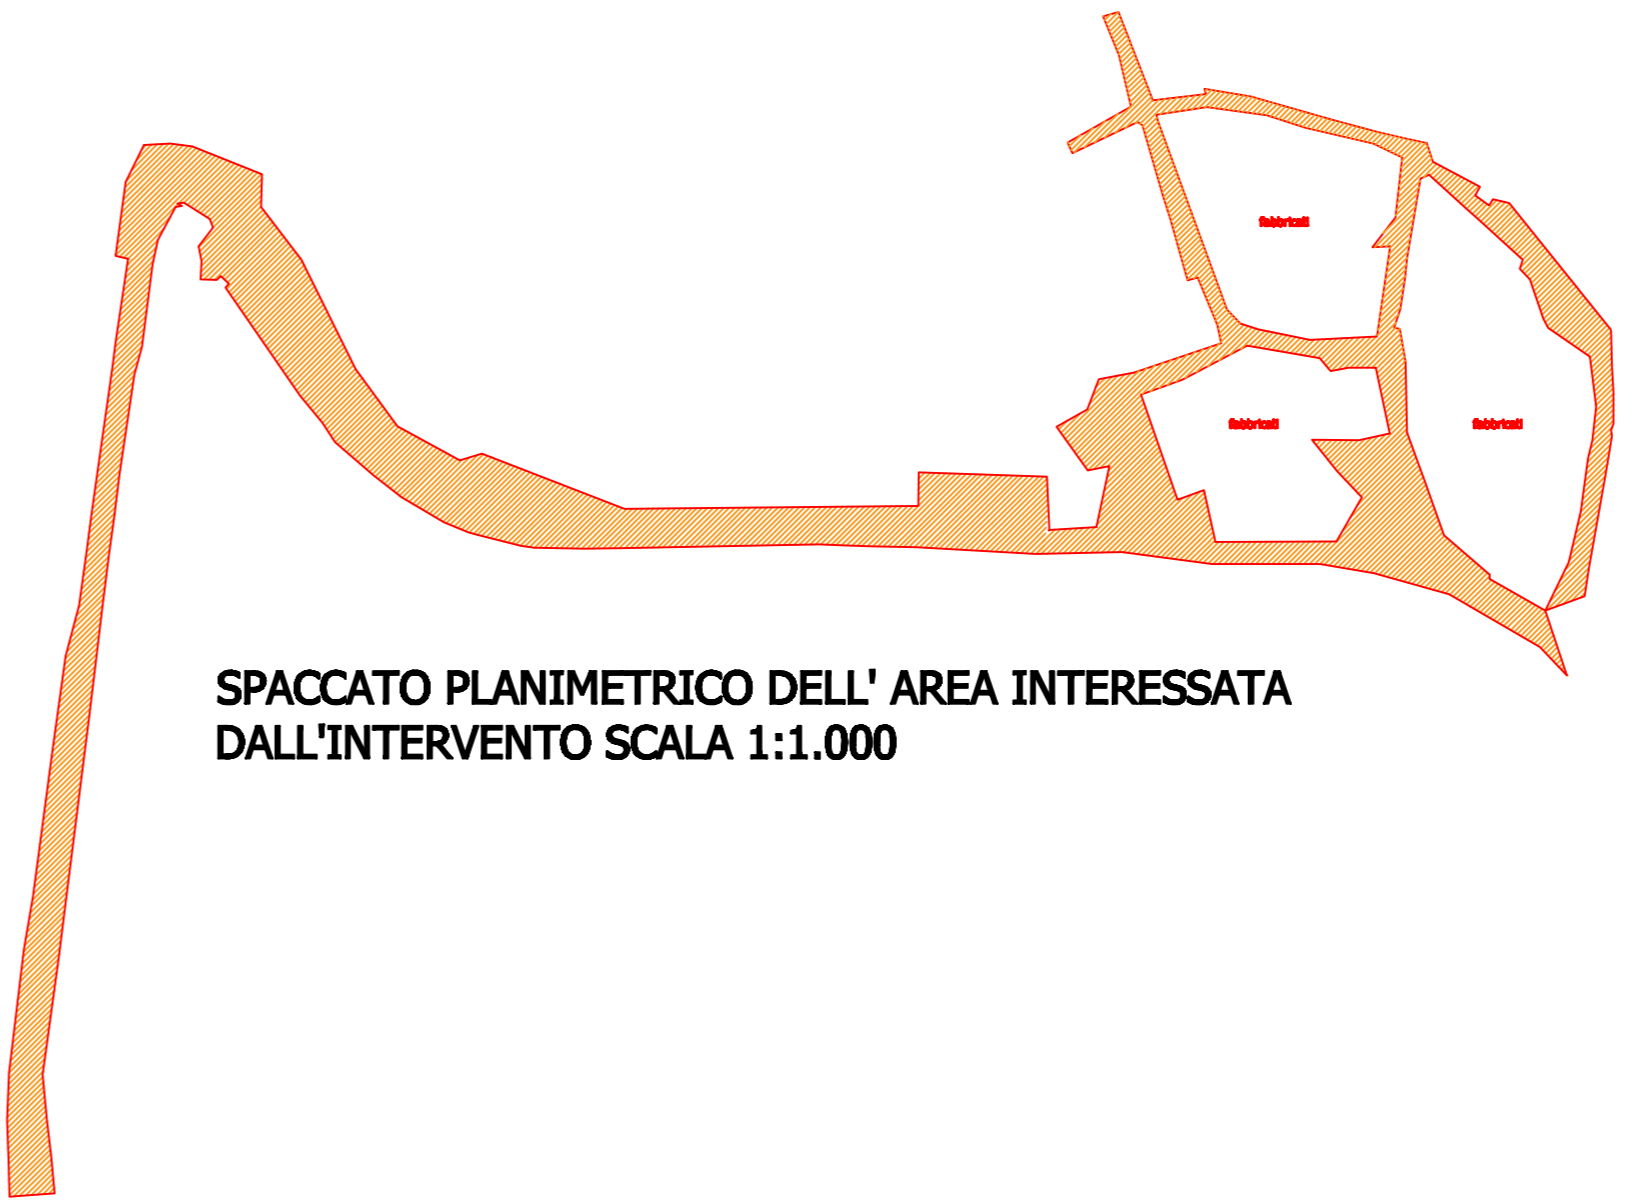 fabbricati
fabbricati
fabbricati
SPACCATO PLANIMETRICO DELL' AREA INTERESSATA
DALL'INTERVENTO SCALA 1:1.000